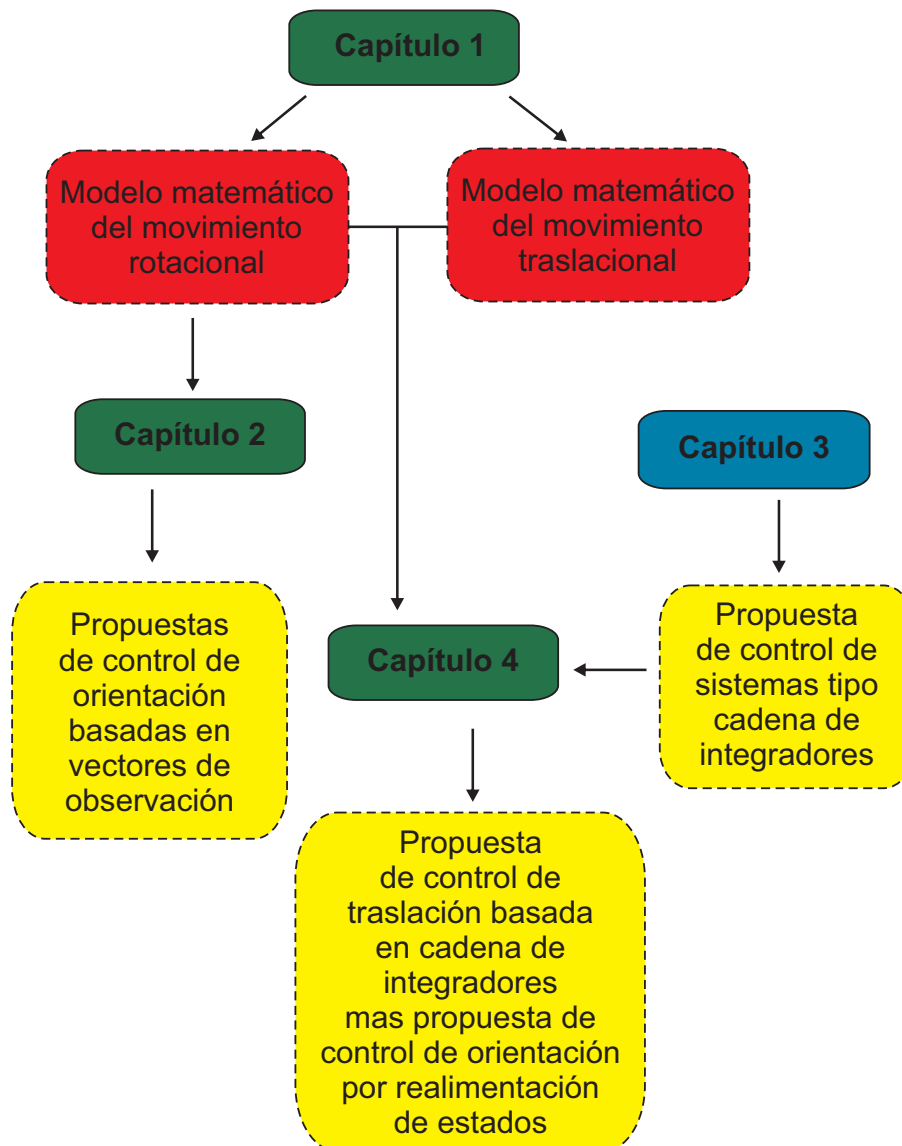 Capítulo 1
Modelo matemático
del movimiento
rotacional
Modelo matemático
del movimiento
traslacional
Capítulo 2
Capítulo 3
Propuestas
de control de
orientación
basadas en
vectores de
observación
Capítulo 4
Propuesta
de control de
sistemas tipo
cadena de
integradores
Propuesta
de control de
traslación basada
en cadena de
integradores
mas propuesta de
control de orientación
por realimentación
de estados